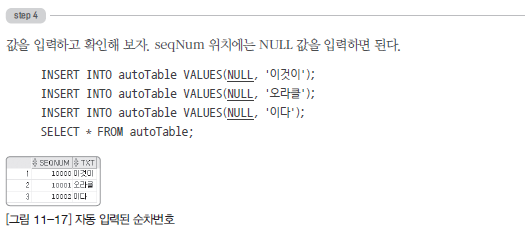 step 4
값을 입력하고 확인해 보자. seqNum 위치에는 NULL 값을 입력하면 된다.
INSERT INTO autoTable VALUES(NULL, '이것이');
INSERT INTO autoTable VALUES(NULL, '오라클');
INSERT INTO autoTable VALUES(NULL, '이다');
SELECT * FROM autoTable;
SEQNUM TXT
1 10000 이것이
2 10001 오라클
3 10002 이다
[그림 11-17] 자동 입력된 순차번호